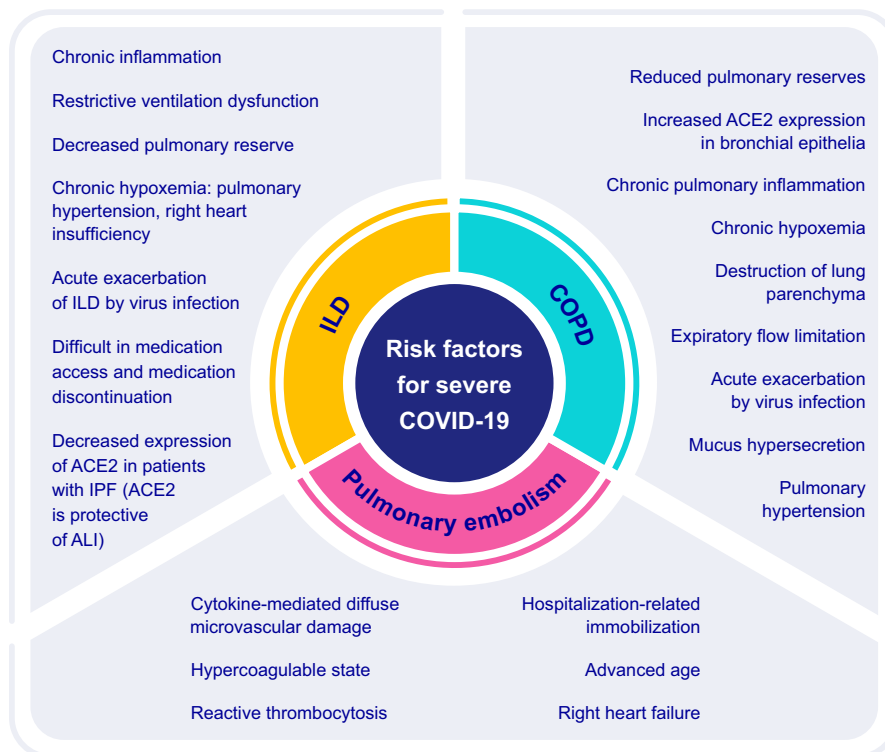 Chronic inflammation
Restrictive ventilation dysfunction
Decreased pulmonary reserve
Chronic hypoxemia: pulmonary
hypertension, right heart
insufficiency
Acute exacerbation
of ILD by virus infection
Difficult in medication
access and medication
discontinuation
Decreased expression
of ACE2 in patients
with IPF (ACE2
is protective
of ALI)
Reduced pulmonary reserves
Increased ACE2 expression
in bronchial epithelia
Chronic pulmonary inflammation
Chronic hypoxemia
Destruction of lung
parenchyma
Expiratory flow limitation
Acute exacerbation
by virus infection
Mucus hypersecretion
Pulmonary
hypertension
ILD
COPD
Risk factors
for severe
COVID-19
Pulmonary embolism
Cytokine-mediated diffuse
microvascular damage
Hypercoagulable state
Reactive thrombocytosis
Hospitalization-related
immobilization
Advanced age
Right heart failure